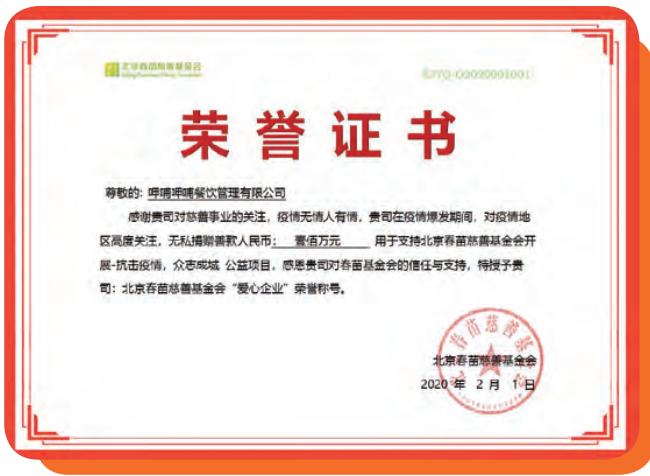 北京春苗慈善基金会
荣誉证书
尊敬的: 呷哺呷哺餐饮管理有限公司
感谢贵司对慈善事业的关注，疫情无情人有情，贵司在疫情爆发期间，对疫情地
区高度关注，无私捐赠善款人民币: 壹佰万元 用于支持北京春苗慈善基金会开
展-抗击疫情，众志成城 公益项目，感恩贵司对春苗基金会的信任与支持，特授予贵
司: 北京春苗慈善基金会“爱心企业”荣誉称号。
春苗慈善基
北京春苗慈善基金会
2020 年 2 月 1 日